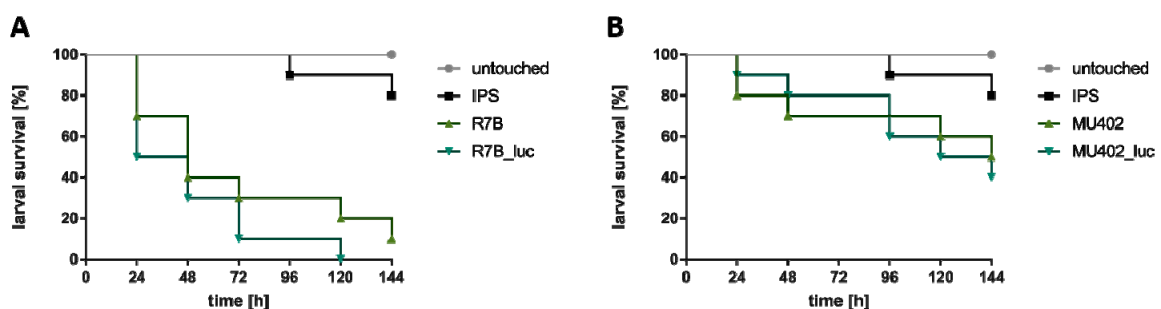 A
larval survival [%]
100
80
60
40
20
0
0 24 48 72 96 120 144
time [h]
untouched
IPS
R7B
R7B_luc
B
larval survival [%]
100
80
60
40
20
0
0 24 48 72 96 120 144
time [h]
untouched
IPS
MU402
MU402_luc